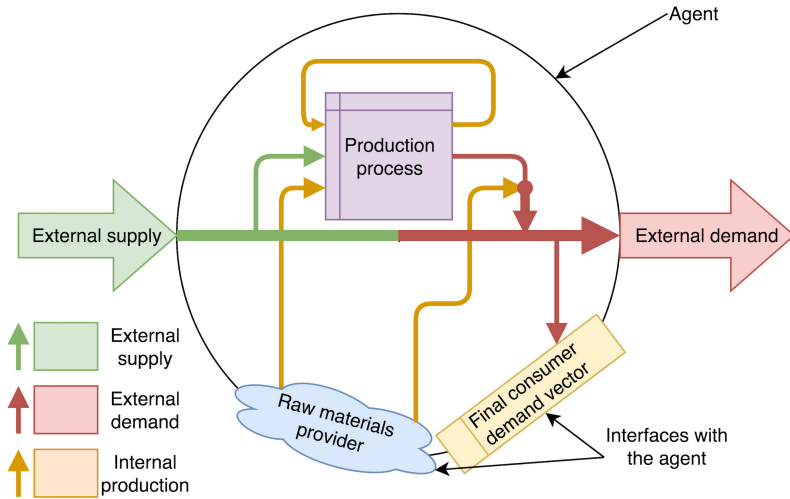 Agent
Production
process
External supply
External demand
External
supply
External
demand
Internal
production
Raw materials
provider
Final consumer
demand vector
Interfaces with
the agent